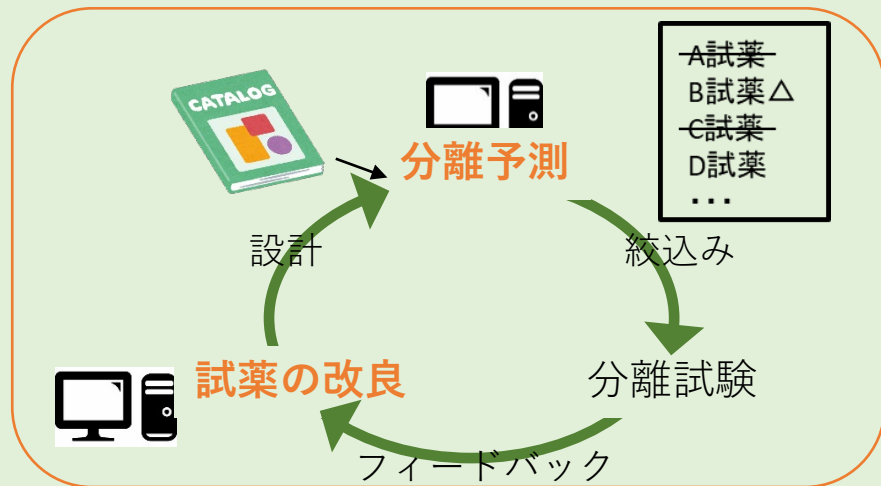 CATALOG
分離予測
A試薬
B試薬△
C試薬
D試薬
・・・
設計
絞込み
試薬の改良
分離試験
フィードバック